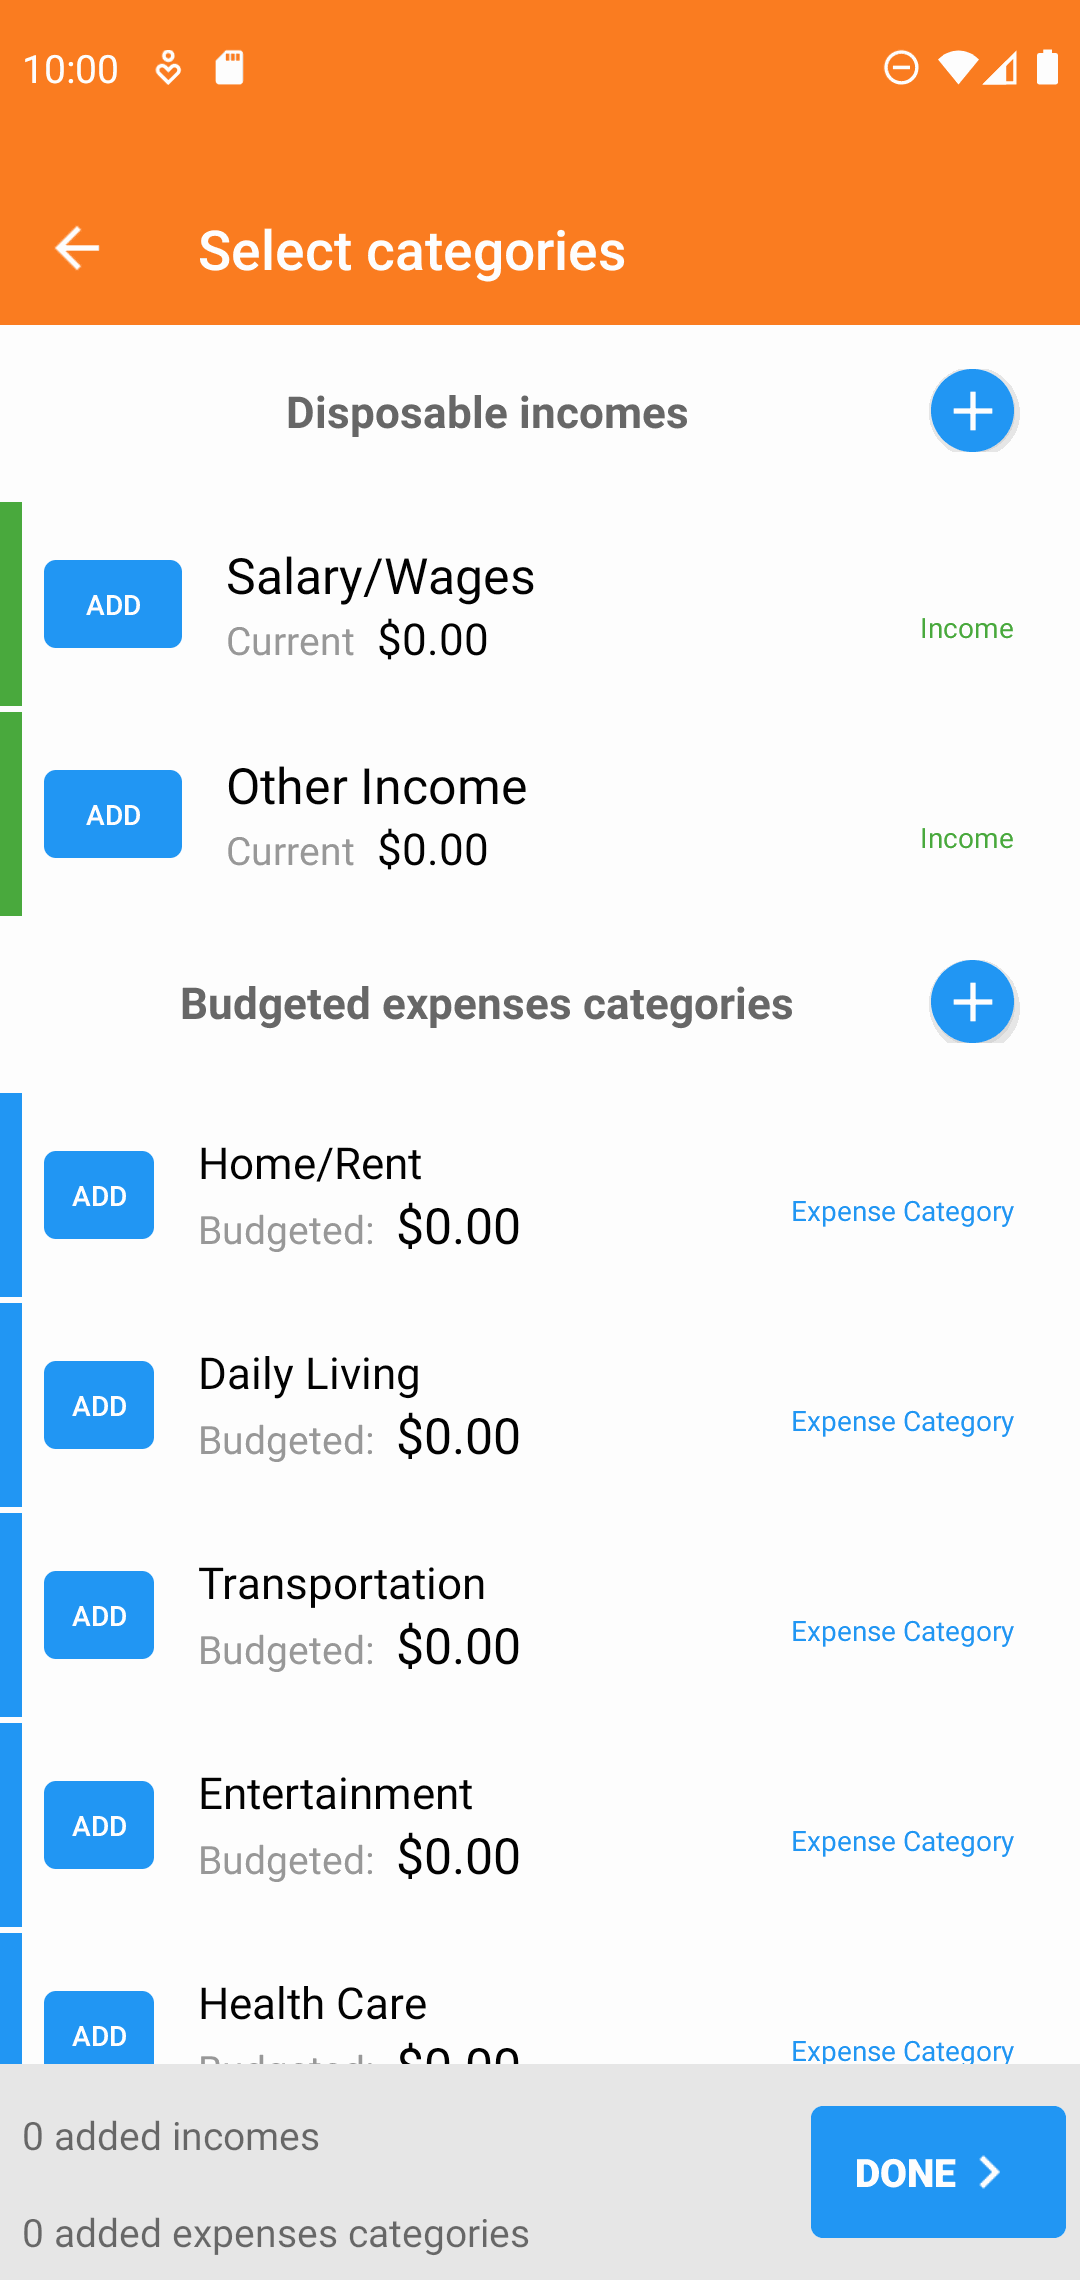 10:00
Select categories
Disposable incomes
ADD
Salary/Wages
Current $0.00
Income
ADD
Other Income
Current $0.00
Income
Budgeted expenses categories
ADD
Home/Rent
Budgeted: $0.00
Expense Category
ADD
Daily Living
Budgeted: $0.00
Expense Category
ADD
Transportation
Budgeted: $0.00
Expense Category
ADD
Entertainment
Budgeted: $0.00
Expense Category
ADD
Health Care
Budgeted: $0.00
Expense Category
0 added incomes
0 added expenses categories
DONE